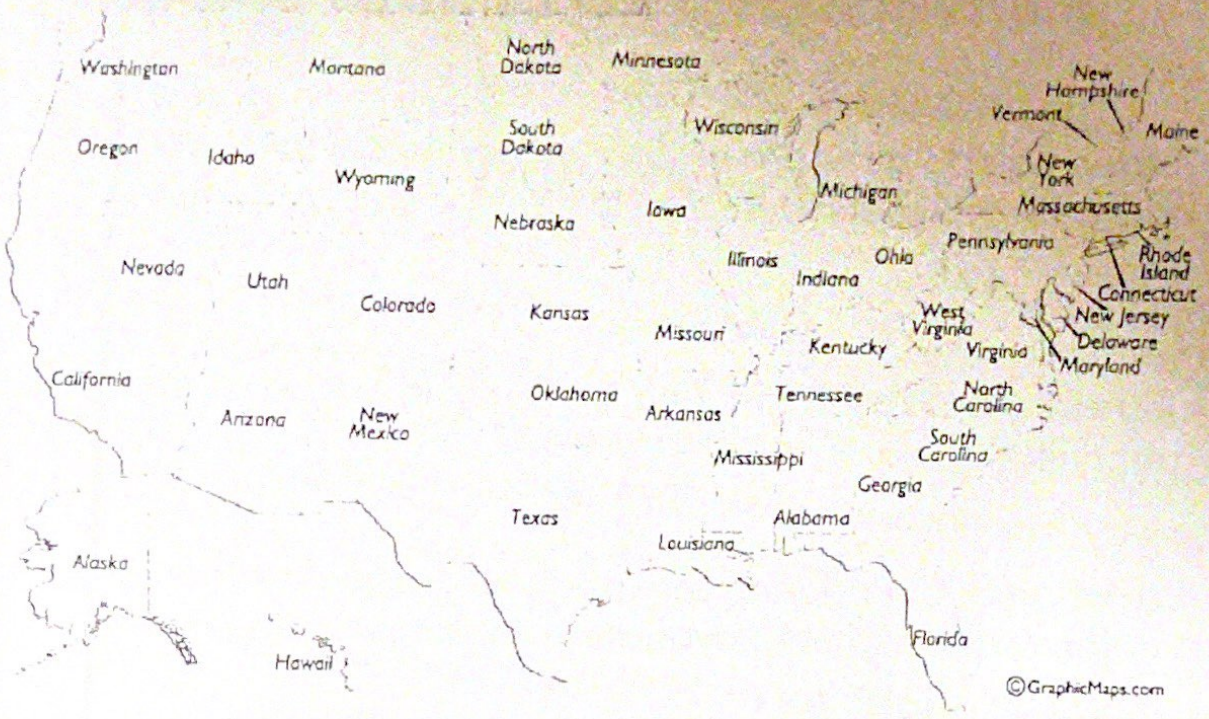 North
Dakota
Minnesota
Washington
Montana
New
Hampshire
Vermont
Wisconsin
Maine
South
Dakota
Oregon
Idaho
New
York
Wyoming
Michigan
Iowa
Massachusetts
Nebraska
Pennsylvania
Illinois
Ohio
Rhode
Island
Nevada
Utah
Indiana
Connecticut
Colorado
Kansas
West
Virginia
New Jersey
Missouri
Kentucky
Virginia
Delaware
Maryland
California
Oklahoma
Tennessee
North
Carolina
Arizona
New
Mexico
Arkansas
South
Carolina
Mississippi
Georgia
Texas
Alabama
Louisiana
Alaska
Florida
Hawaii
©GraphicMaps.com